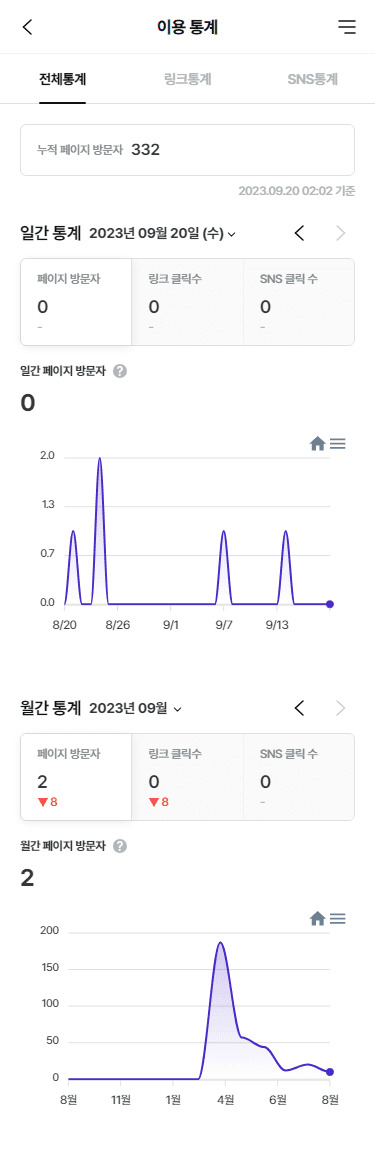 이용 통계
전체통계 링크통계 SNS통계
누적 페이지 방문자 332
2023.09.20 02:02 기준
일간 통계 2023년 09월 20일 (수)
페이지 방문자 링크 클릭수 SNS 클릭 수
0 0 0
- - -
일간 페이지 방문자 ?
0
2.0
1.3
0.7
0.0
8/20 8/26 9/1 9/7 9/13
월간 통계 2023년 09월
페이지 방문자 링크 클릭수 SNS 클릭 수
2 0 0
▼8 ▼8 -
월간 페이지 방문자 ?
2
200
150
100
50
0
8월 11월 1월 4월 6월 8월